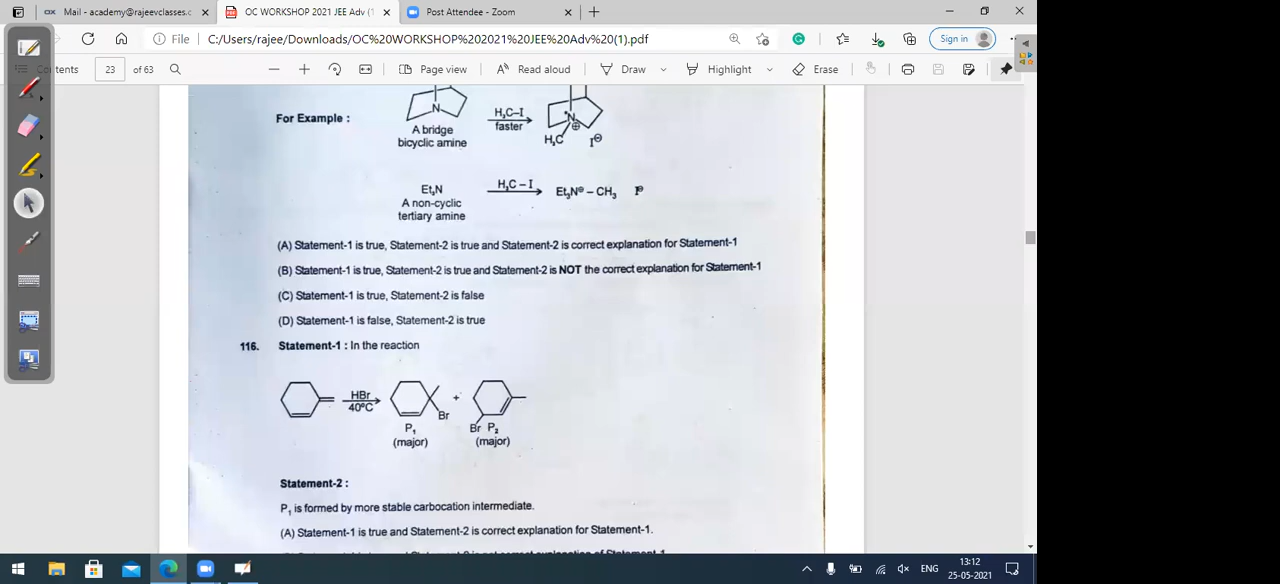 Mail - academy@rajeevclasses.c
OC WORKSHOP 2021 JEE Adv (1
Post Attendee - Zoom
File
C:/Users/rajee/Downloads/OC%20WORKSHOP%202021%20JEE%20Adv%20(1).pdf
Sign in
ntents
23
of 63
Page view
Read aloud
Draw
Highlight
Erase
For Example :
N
H₃C–I
faster
N
⊕
H₃C
I⊖
A bridge
bicyclic amine
Et₃N
H₃C – I
Et₃N⊕ – CH₃ I⊖
A non-cyclic
tertiary amine
(A) Statement-1 is true, Statement-2 is true and Statement-2 is correct explanation for Statement-1
(B) Statement-1 is true, Statement-2 is true and Statement-2 is NOT the correct explanation for Statement-1
(C) Statement-1 is true, Statement-2 is false
(D) Statement-1 is false, Statement-2 is true
116. Statement-1 : In the reaction
HBr
40°C
+
Br
P₁
(major)
Br P₂
(major)
Statement-2 :
P₁ is formed by more stable carbocation intermediate.
(A) Statement-1 is true and Statement-2 is correct explanation for Statement-1.
ENG
13:12
25-05-2021